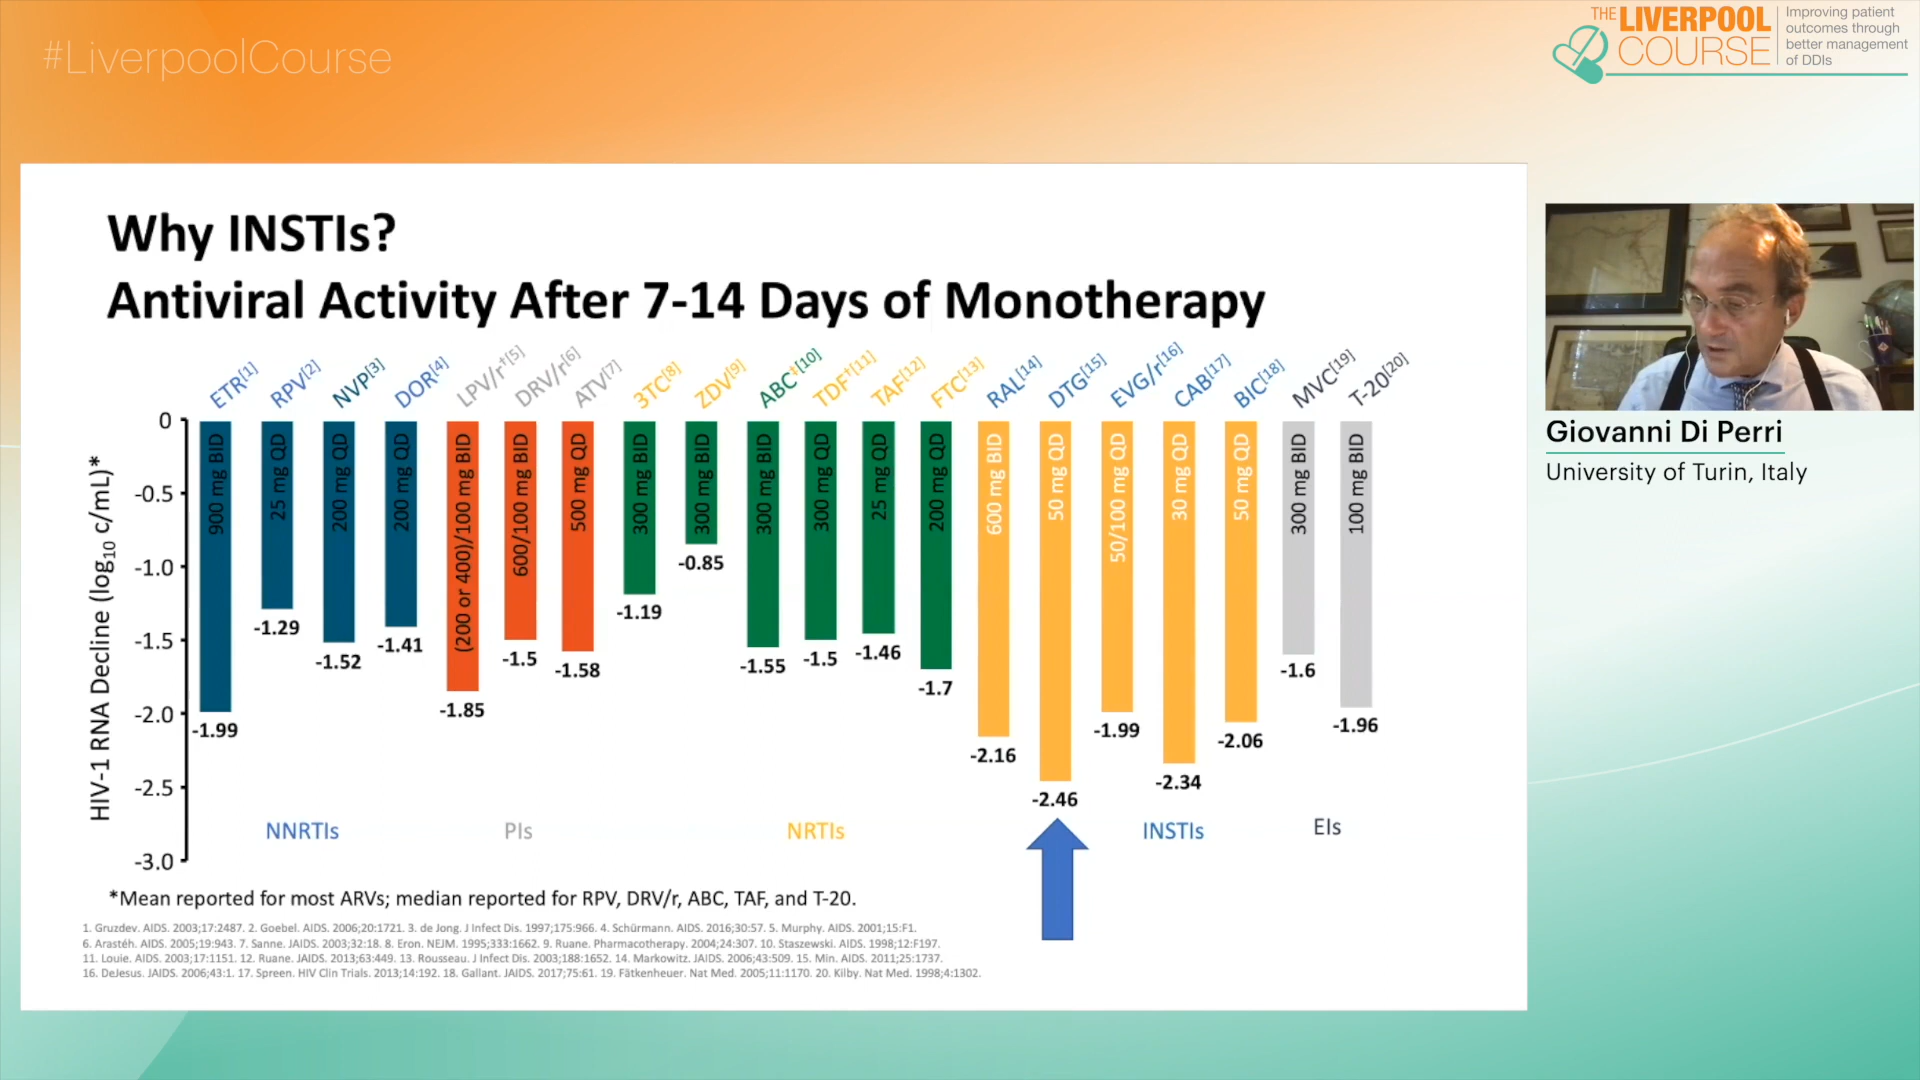 #LiverpoolCourse
THE LIVERPOOL COURSE
Improving patient
outcomes through
better management
of DDIs
Why INSTIs?
Antiviral Activity After 7-14 Days of Monotherapy
ETR[1] RPV[2] NVP[3] DOR[4] LPV/r†[5] DRV/r[6] ATV[7] 3TC[8] ZDV[9] ABC‡[10] TDF†[11] TAF[12] FTC[13] RAL[14] DTG[15] EVG/r[16] CAB[17] BIC[18] MVC[19] T-20[20]
HIV-1 RNA Decline (log10 c/mL)*
0
-0.5
-1.0
-1.5
-2.0
-2.5
-3.0
900 mg BID
25 mg QD
200 mg QD
200 mg QD
(200 or 400)/100 mg BID
600/100 mg BID
500 mg QD
300 mg BID
300 mg BID
300 mg BID
300 mg QD
25 mg QD
200 mg QD
600 mg BID
50 mg QD
50/100 mg QD
30 mg QD
50 mg QD
300 mg BID
100 mg BID
-1.99
-1.29
-1.52
-1.41
-1.85
-1.5
-1.58
-1.19
-0.85
-1.55
-1.5
-1.46
-1.7
-2.16
-2.46
-1.99
-2.34
-2.06
-1.6
-1.96
NNRTIs PIs NRTIs INSTIs EIs
*Mean reported for most ARVs; median reported for RPV, DRV/r, ABC, TAF, and T-20.
1. Gruzdev. AIDS. 2003;17:2487. 2. Goebel. AIDS. 2006;20:1721. 3. de Jong. J Infect Dis. 1997;175:966. 4. Schürmann. AIDS. 2016;30:57. 5. Murphy. AIDS. 2001;15:F1.
6. Arastéh. AIDS. 2005;19:943. 7. Sanne. JAIDS. 2003;32:18. 8. Eron. NEJM. 1995;333:1662. 9. Ruane. Pharmacotherapy. 2004;24:307. 10. Staszewski. AIDS. 1998;12:F197.
11. Louie. AIDS. 2003;17:1151. 12. Ruane. JAIDS. 2013;63:449. 13. Rousseau. J Infect Dis. 2003;188:1652. 14. Markowitz. JAIDS. 2006;43:509. 15. Min. AIDS. 2011;25:1737.
16. DeJesus. JAIDS. 2006;43:1. 17. Spreen. HIV Clin Trials. 2013;14:192. 18. Gallant. JAIDS. 2017;75:61. 19. Fätkenheuer. Nat Med. 2005;11:1170. 20. Kilby. Nat Med. 1998;4:1302.
Giovanni Di Perri
University of Turin, Italy